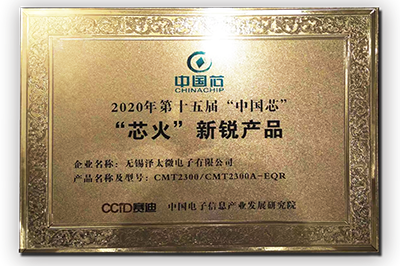 中国芯
CHINACHIP
2020年第十五届“中国芯”
“芯火”新锐产品
企业名称：无锡泽太微电子有限公司
产品名称及型号：CMT2300/CMT2300A-EQR
CCID赛迪 中国电子信息产业发展研究院